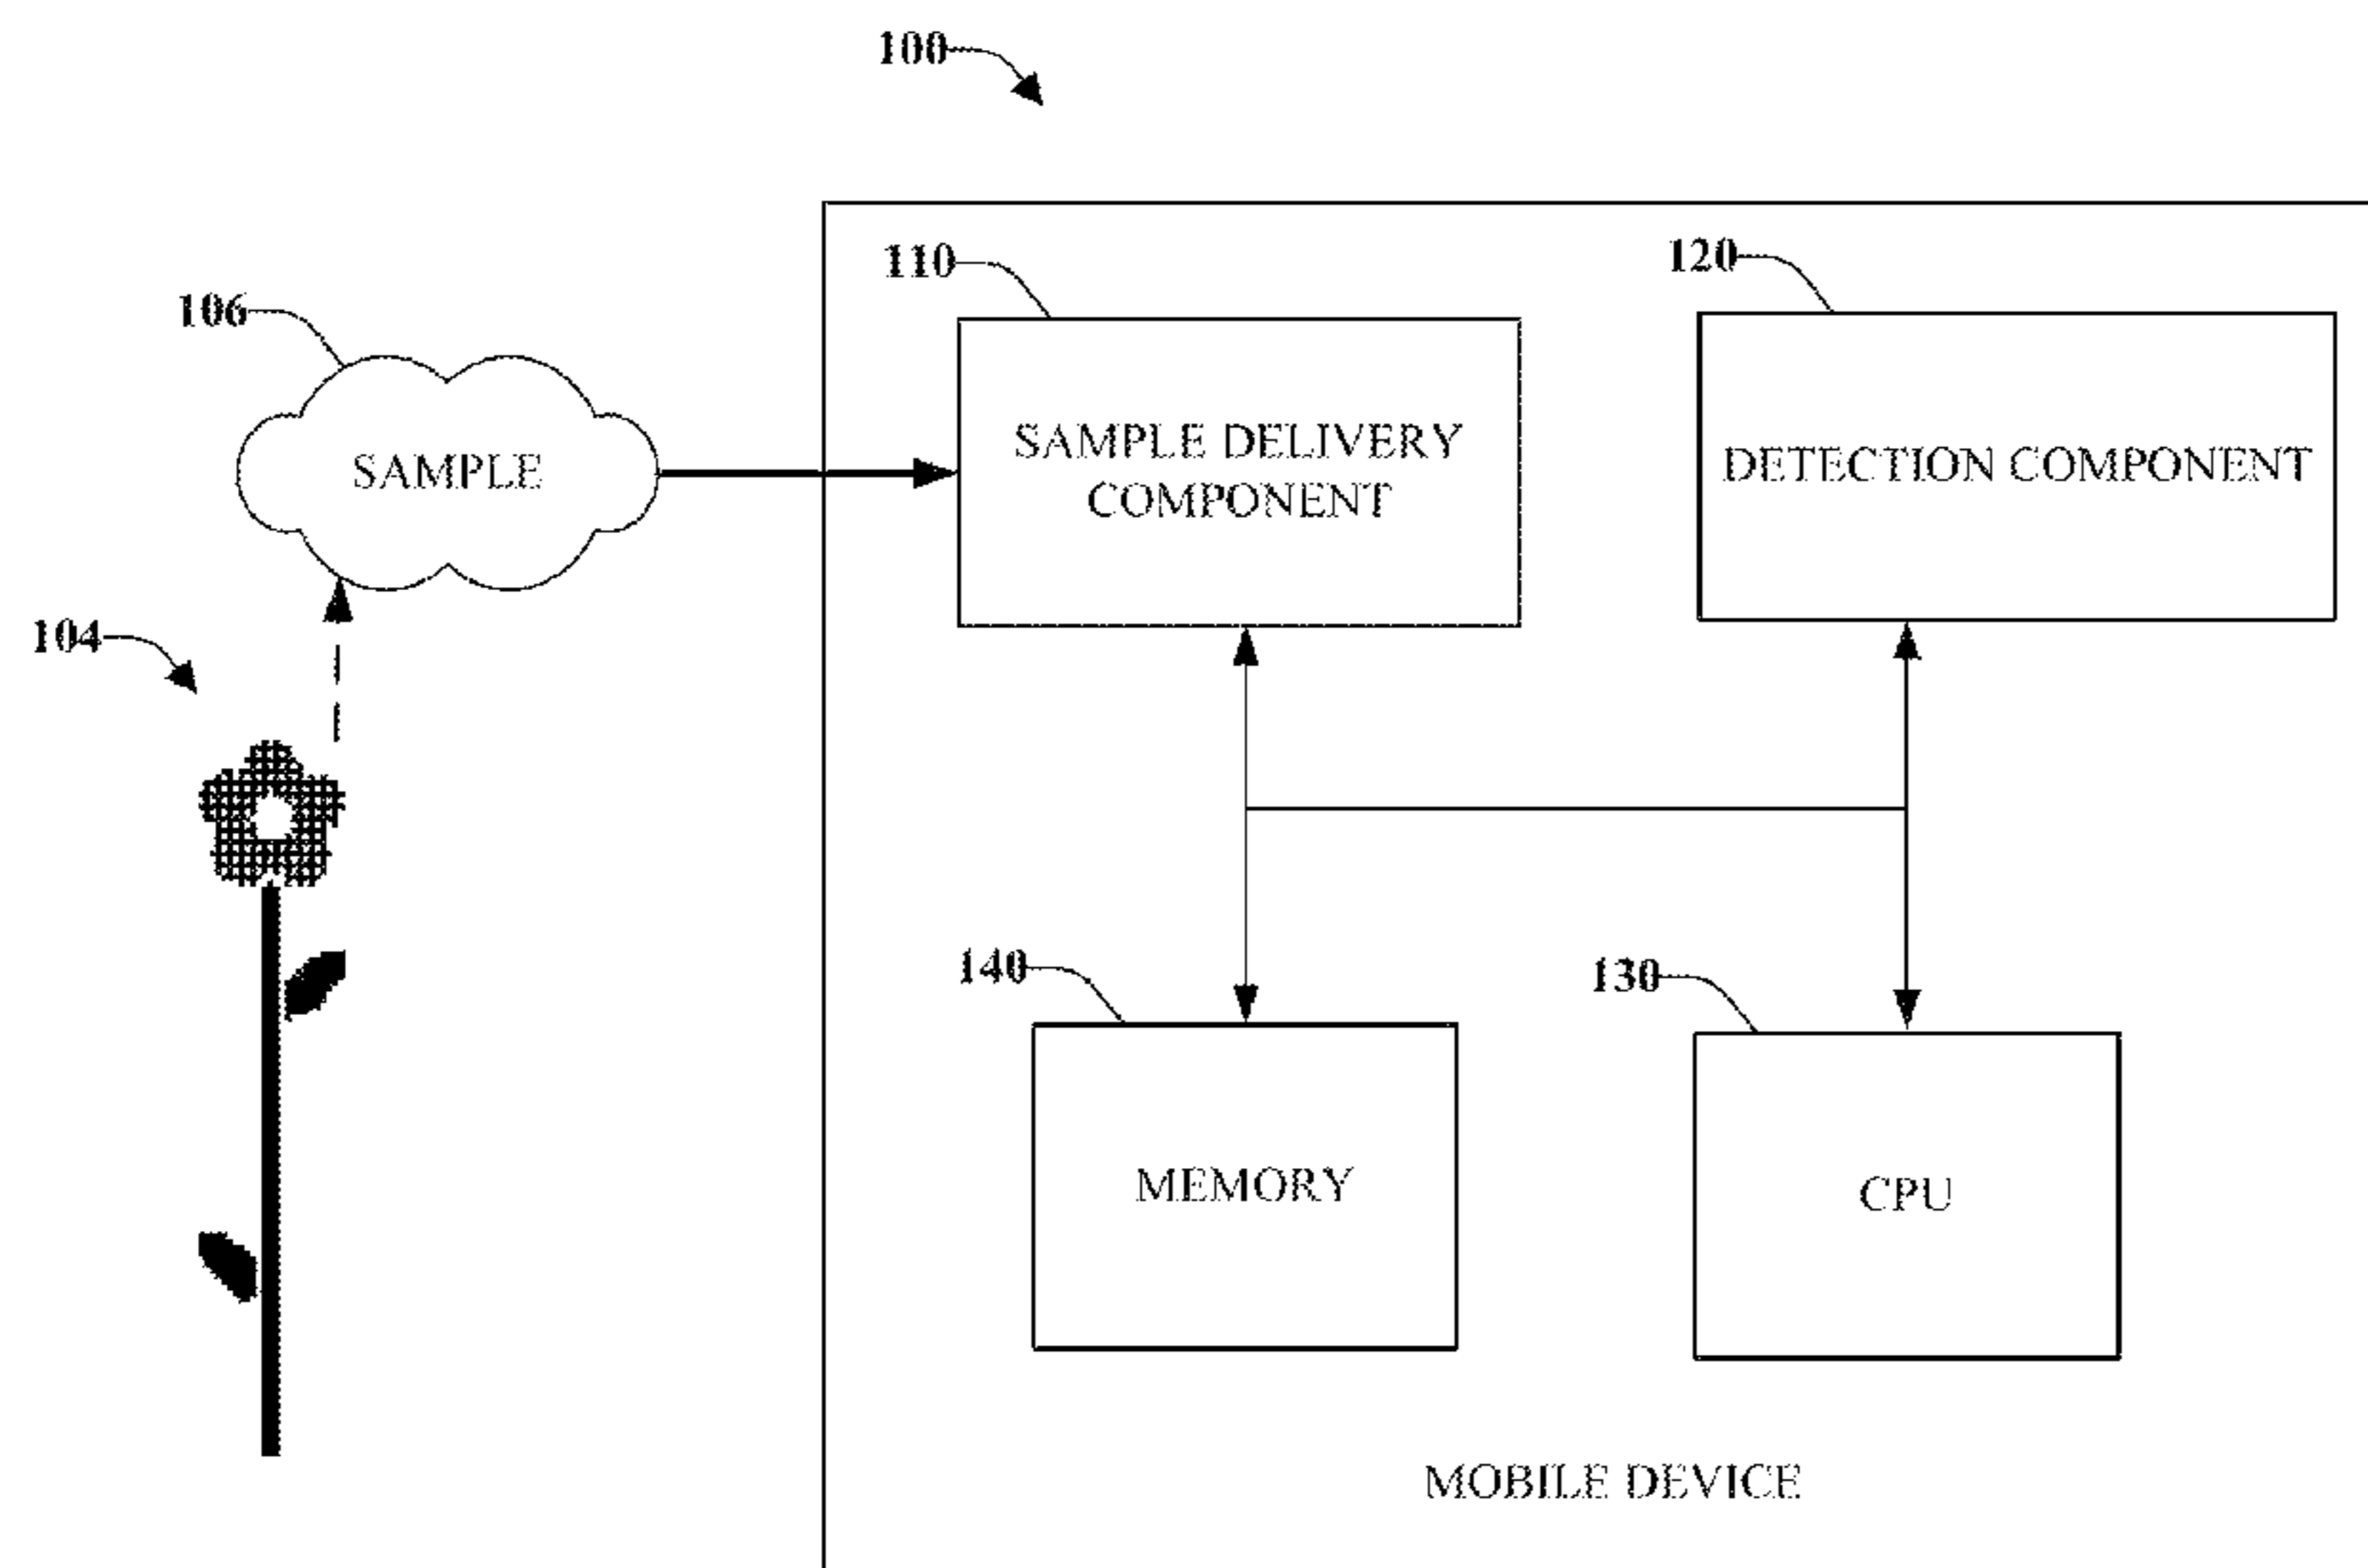 100
110
120
106
SAMPLE
SAMPLE DELIVERY
COMPONENT
DETECTION COMPONENT
104
140
130
MEMORY
CPU
MOBILE DEVICE